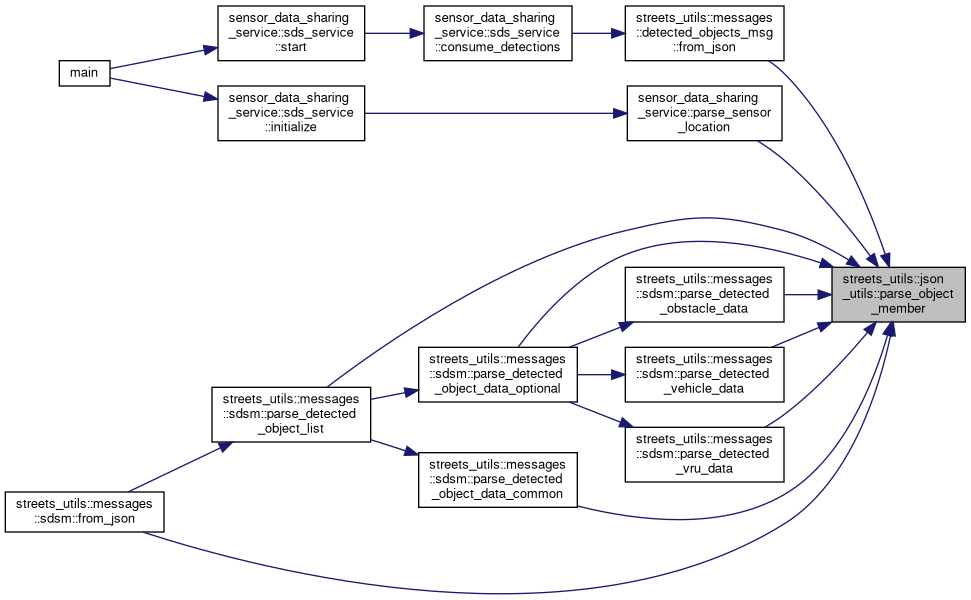 sensor_data_sharing
_service::sds_service
::start
sensor_data_sharing
_service::sds_service
::consume_detections
streets_utils::messages
::detected_objects_msg
::from_json
main
sensor_data_sharing
_service::sds_service
::initialize
sensor_data_sharing
_service::parse_sensor
_location
streets_utils::json
_utils::parse_object
_member
streets_utils::messages
::sdsm::parse_detected
_obstacle_data
streets_utils::messages
::sdsm::parse_detected
_object_data_optional
streets_utils::messages
::sdsm::parse_detected
_vehicle_data
streets_utils::messages
::sdsm::parse_detected
_object_list
streets_utils::messages
::sdsm::parse_detected
_vru_data
streets_utils::messages
::sdsm::parse_detected
_object_data_common
streets_utils::messages
::sdsm::from_json